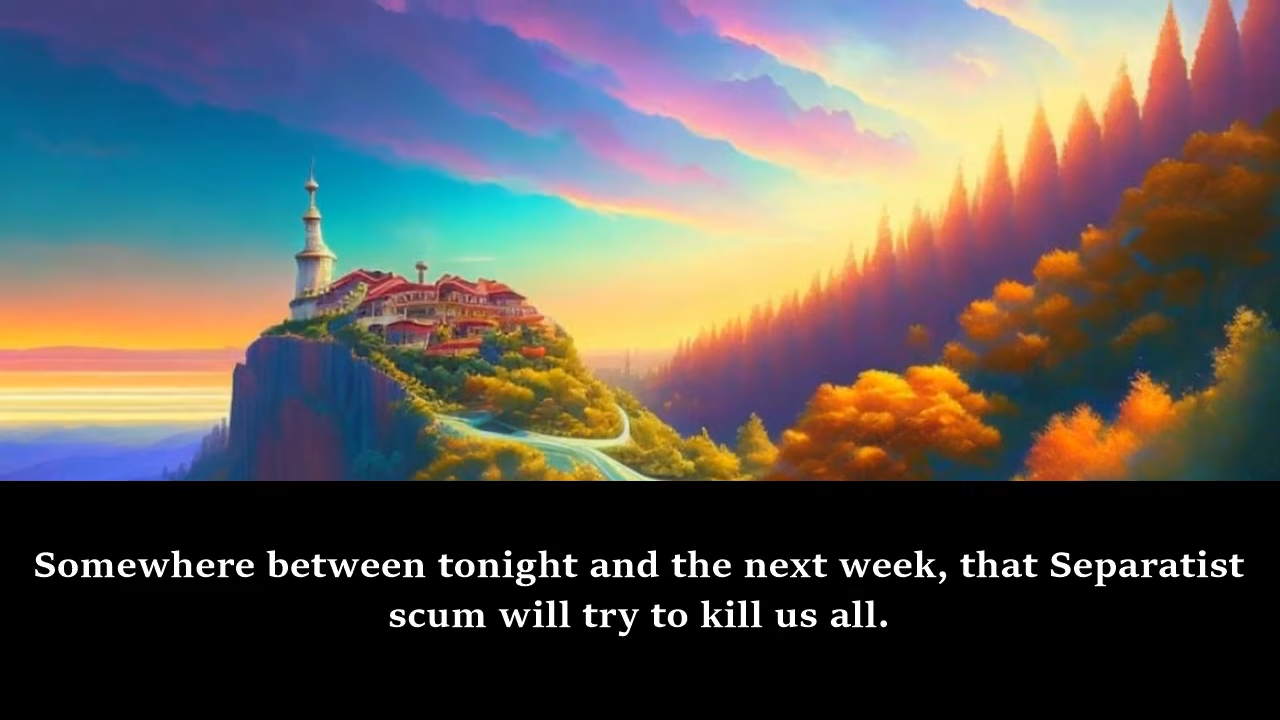 Somewhere between tonight and the next week, that Separatist
scum will try to kill us all.